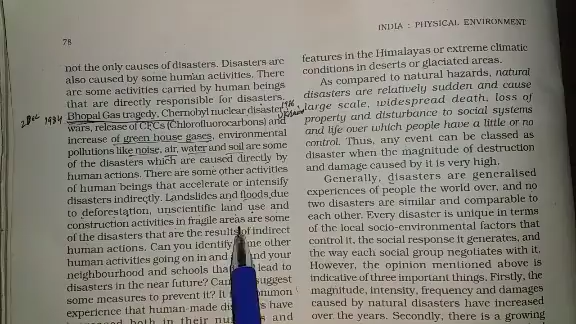 INDIA : PHYSICAL ENVIRONMENT
78
not the only causes of disasters. Disasters are
also caused by some human activities. There
are some activities carried by human beings
that are directly responsible for disasters.
Bhopal Gas tragedy, Chernobyl nuclear disaster,
wars, release of CFCs (Chlorofluorocarbons) and
increase of green house gases, environmental
pollutions like noise, air, water and soil are some
of the disasters which are caused directly by
human actions. There are some other activities
of human beings that accelerate or intensify
disasters indirectly. Landslides and floods due
to deforestation, unscientific land use and
construction activities in fragile areas are some
of the disasters that are the results of indirect
human actions. Can you identify some other
human activities going on in and your
neighbourhood and schools that lead to
disasters in the near future? Can suggest
some measures to prevent it? It common
experience that human-made have
both in their and
2 Dec 1984
1986
features in the Himalayas or extreme climatic
conditions in deserts or glaciated areas.
As compared to natural hazards, natural
disasters are relatively sudden and cause
large scale, widespread death, loss of
property and disturbance to social systems
and life over which people have a little or no
control. Thus, any event can be classed as
disaster when the magnitude of destruction
and damage caused by it is very high.
Generally, disasters are generalised
experiences of people the world over, and no
two disasters are similar and comparable to
each other. Every disaster is unique in terms
of the local socio-environmental factors that
control it, the social response it generates, and
the way each social group negotiates with it.
However, the opinion mentioned above is
indicative of three important things. Firstly, the
magnitude, intensity, frequency and damages
caused by natural disasters have increased
over the years. Secondly, there is a growing